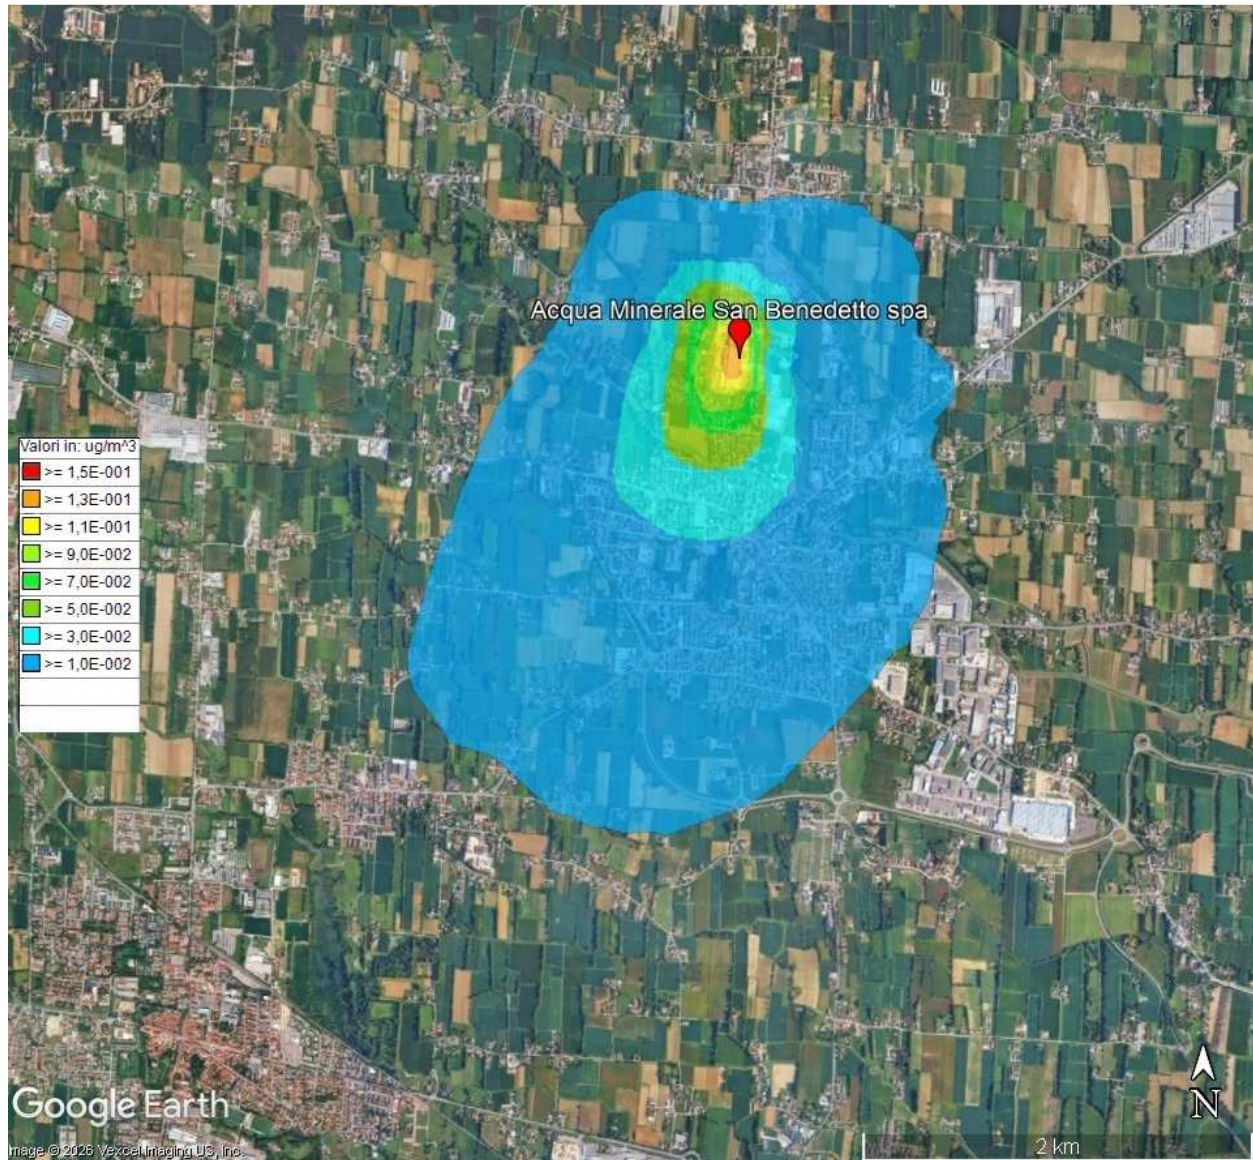 Acqua Minerale San Benedetto spa
Valori in: ug/m^3
>= 1,5E-001
>= 1,3E-001
>= 1,1E-001
>= 9,0E-002
>= 7,0E-002
>= 5,0E-002
>= 3,0E-002
>= 1,0E-002
Google Earth
N
Image © 2026 Vexcel Imaging US, Inc.
2 km